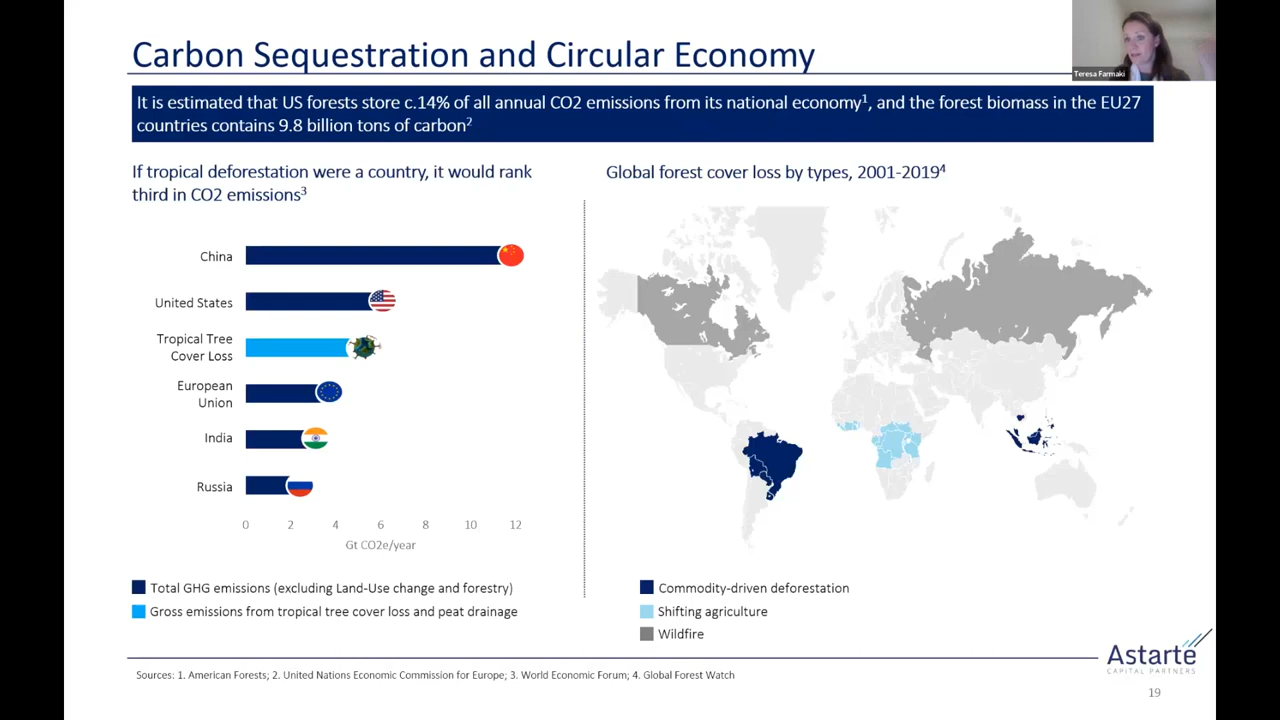 Carbon Sequestration and Circular Economy
Teresa Farmaki
It is estimated that US forests store c.14% of all annual CO2 emissions from its national economy¹, and the forest biomass in the EU27
countries contains 9.8 billion tons of carbon²
If tropical deforestation were a country, it would rank
third in CO2 emissions³
China
United States
Tropical Tree
Cover Loss
European
Union
India
Russia
0 2 4 6 8 10 12
Gt CO2e/year
Total GHG emissions (excluding Land-Use change and forestry)
Gross emissions from tropical tree cover loss and peat drainage
Global forest cover loss by types, 2001-2019⁴
Commodity-driven deforestation
Shifting agriculture
Wildfire
Sources: 1. American Forests; 2. United Nations Economic Commission for Europe; 3. World Economic Forum; 4. Global Forest Watch
Astarte
CAPITAL PARTNERS
19